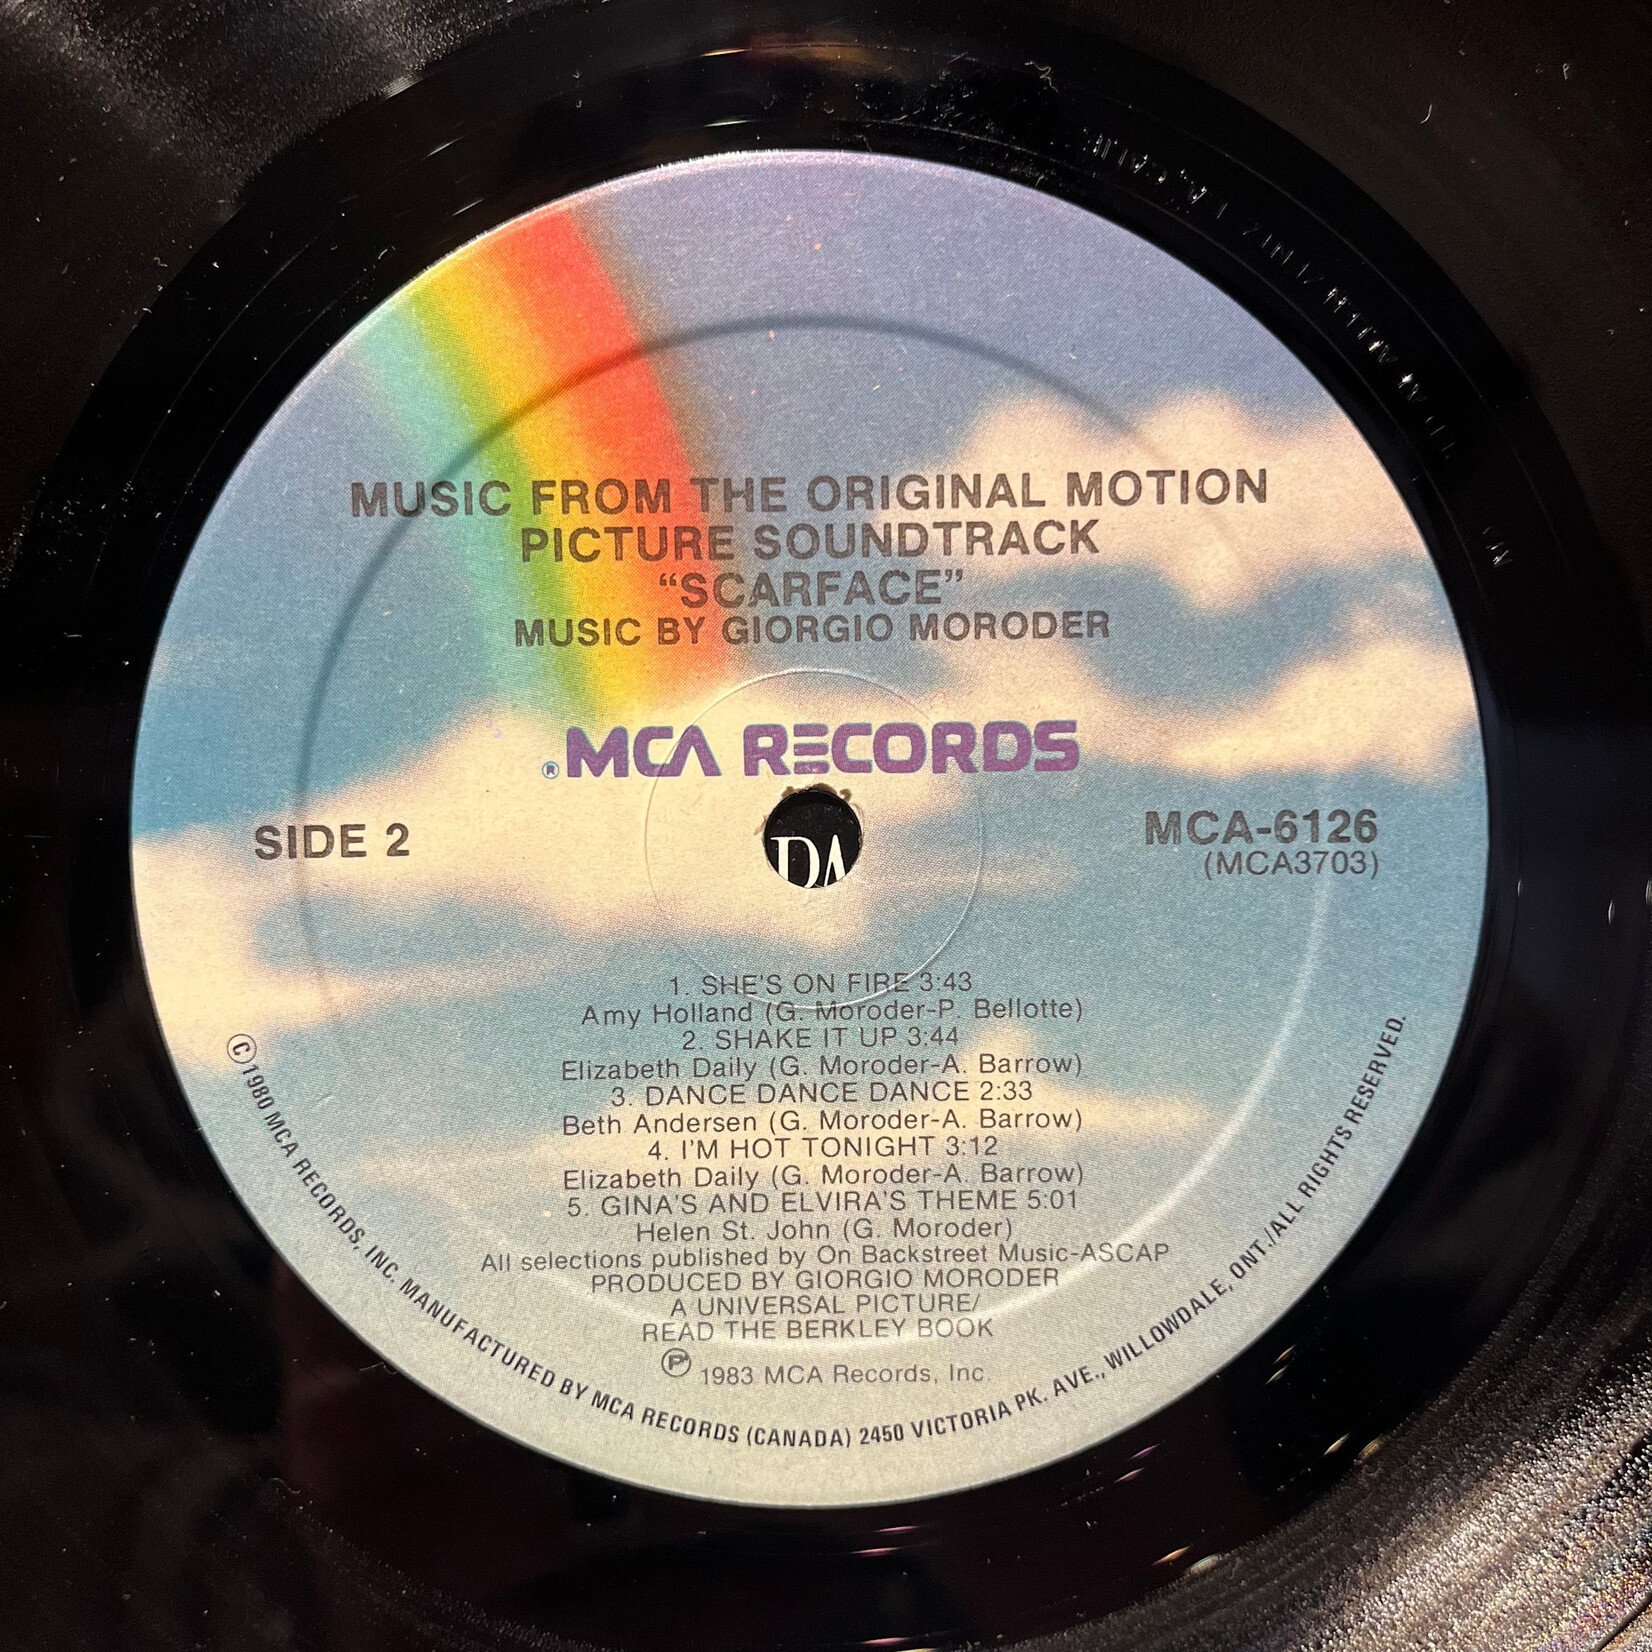 MUSIC FROM THE ORIGINAL MOTION
PICTURE SOUNDTRACK
“SCARFACE”
MUSIC BY GIORGIO MORODER
®MCA RECORDS
SIDE 2
MCA-6126
(MCA3703)
DA
1. SHE'S ON FIRE 3:43
Amy Holland (G. Moroder-P. Bellotte)
2. SHAKE IT UP 3:44
Elizabeth Daily (G. Moroder-A. Barrow)
3. DANCE DANCE DANCE 2:33
Beth Andersen (G. Moroder-A. Barrow)
4. I'M HOT TONIGHT 3:12
Elizabeth Daily (G. Moroder-A. Barrow)
5. GINA'S AND ELVIRA'S THEME 5:01
Helen St. John (G. Moroder)
All selections published by On Backstreet Music-ASCAP
PRODUCED BY GIORGIO MORODER
A UNIVERSAL PICTURE/
READ THE BERKLEY BOOK
℗ 1983 MCA Records, Inc.
©1980 MCA RECORDS, INC. MANUFACTURED BY MCA RECORDS (CANADA) 2450 VICTORIA PK. AVE., WILLOWDALE, ONT./ALL RIGHTS RESERVED.